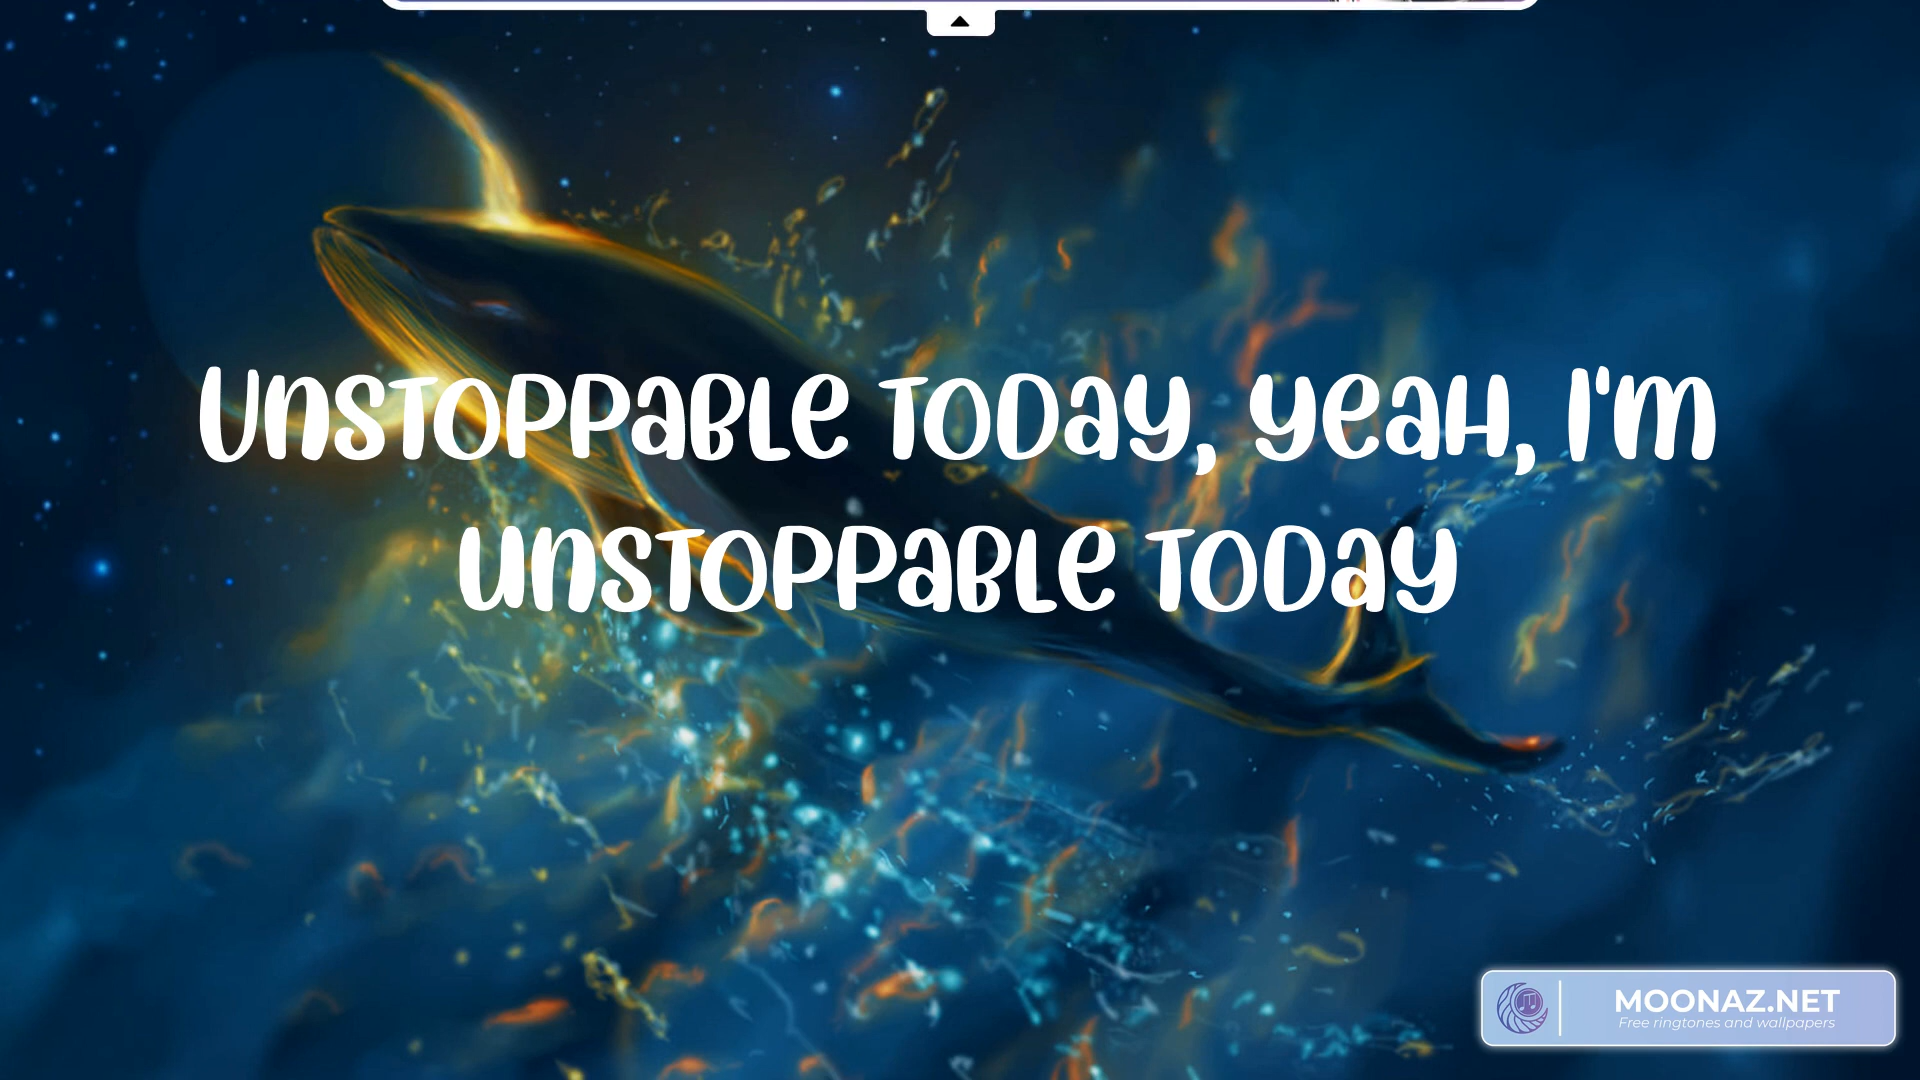 Unstoppable today, yeah, I'm
unstoppable today
MOONAZ.NET
Free ringtones and wallpapers